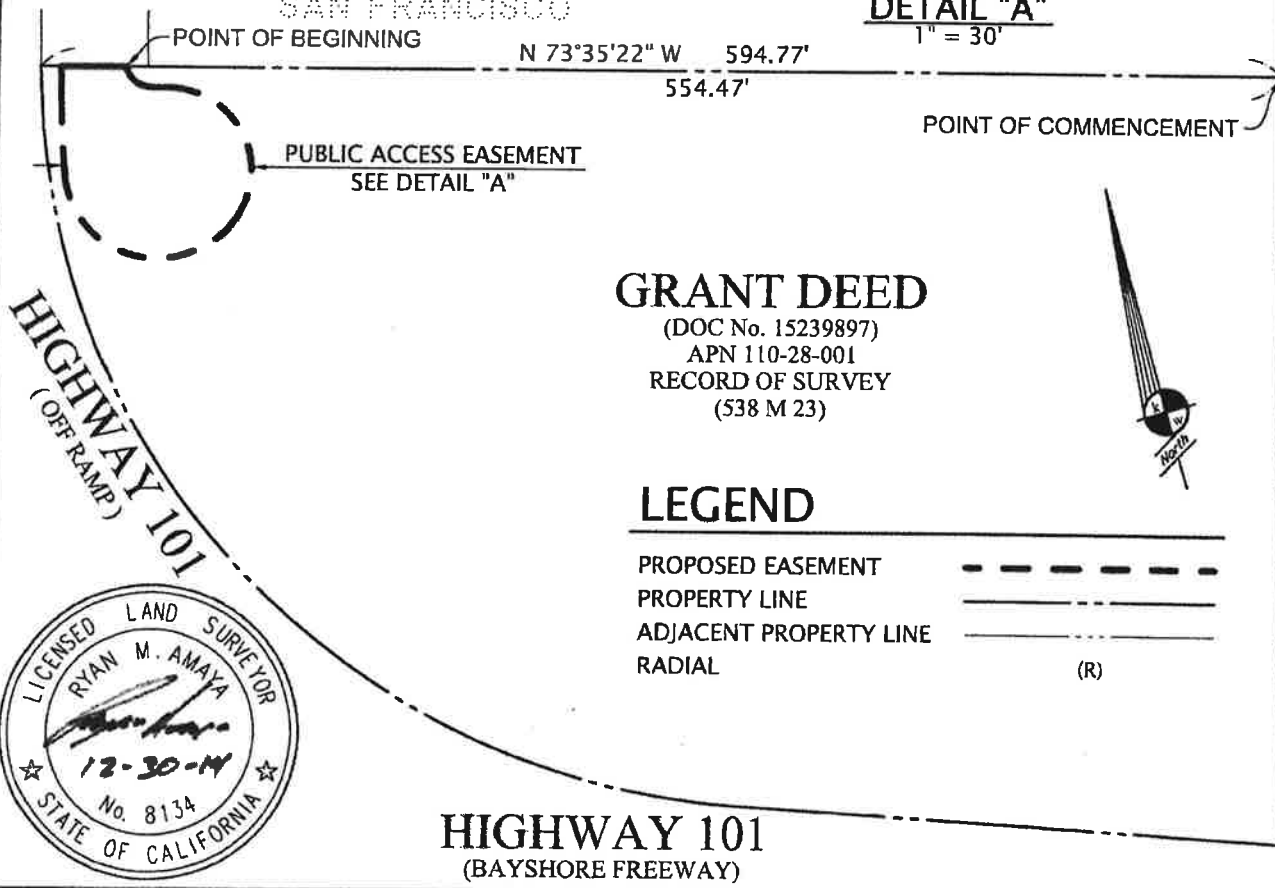 SAN FRANCISCO
DETAIL "A"
1" = 30'
POINT OF BEGINNING
N 73°35'22" W 594.77'
554.47'
POINT OF COMMENCEMENT
PUBLIC ACCESS EASEMENT
SEE DETAIL "A"
GRANT DEED
(DOC No. 15239897)
APN 110-28-001
RECORD OF SURVEY
(538 M 23)
k
w
North
HIGHWAY 101
(OFF RAMP)
LEGEND
PROPOSED EASEMENT
PROPERTY LINE
ADJACENT PROPERTY LINE
RADIAL (R)
LICENSED LAND SURVEYOR
RYAN M. AMAYA
12-30-14
No. 8134
STATE OF CALIFORNIA
HIGHWAY 101
(BAYSHORE FREEWAY)